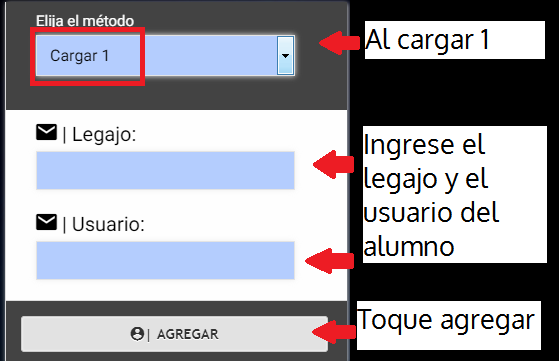 Elija el método
Cargar 1
Al cargar 1
| Legajo:
Ingrese el
legajo y el
usuario del
alumno
| Usuario:
| AGREGAR
Toque agregar